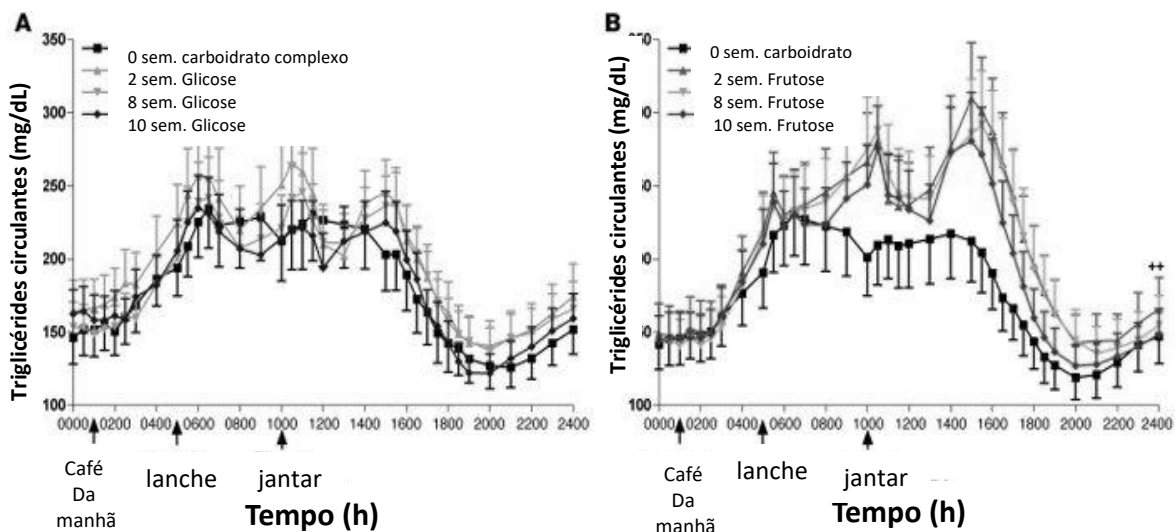 A
350
300
250
200
150
100
Triglicérides circulantes (mg/dL)
0 sem. carboidrato complexo
2 sem. Glicose
8 sem. Glicose
10 sem. Glicose
0000 0200 0400 0600 0800 1000 1200 1400 1600 1800 2000 2200 2400
Café
Da
manhã
lanche
jantar
Tempo (h)
B
Triglicérides circulantes (mg/dL)
0 sem. carboidrato
2 sem. Frutose
8 sem. Frutose
10 sem. Frutose
++
100
0000 0200 0400 0600 0800 1000 1200 1400 1600 1800 2000 2200 2400
Café
Da
manhã
lanche
jantar
Tempo (h)